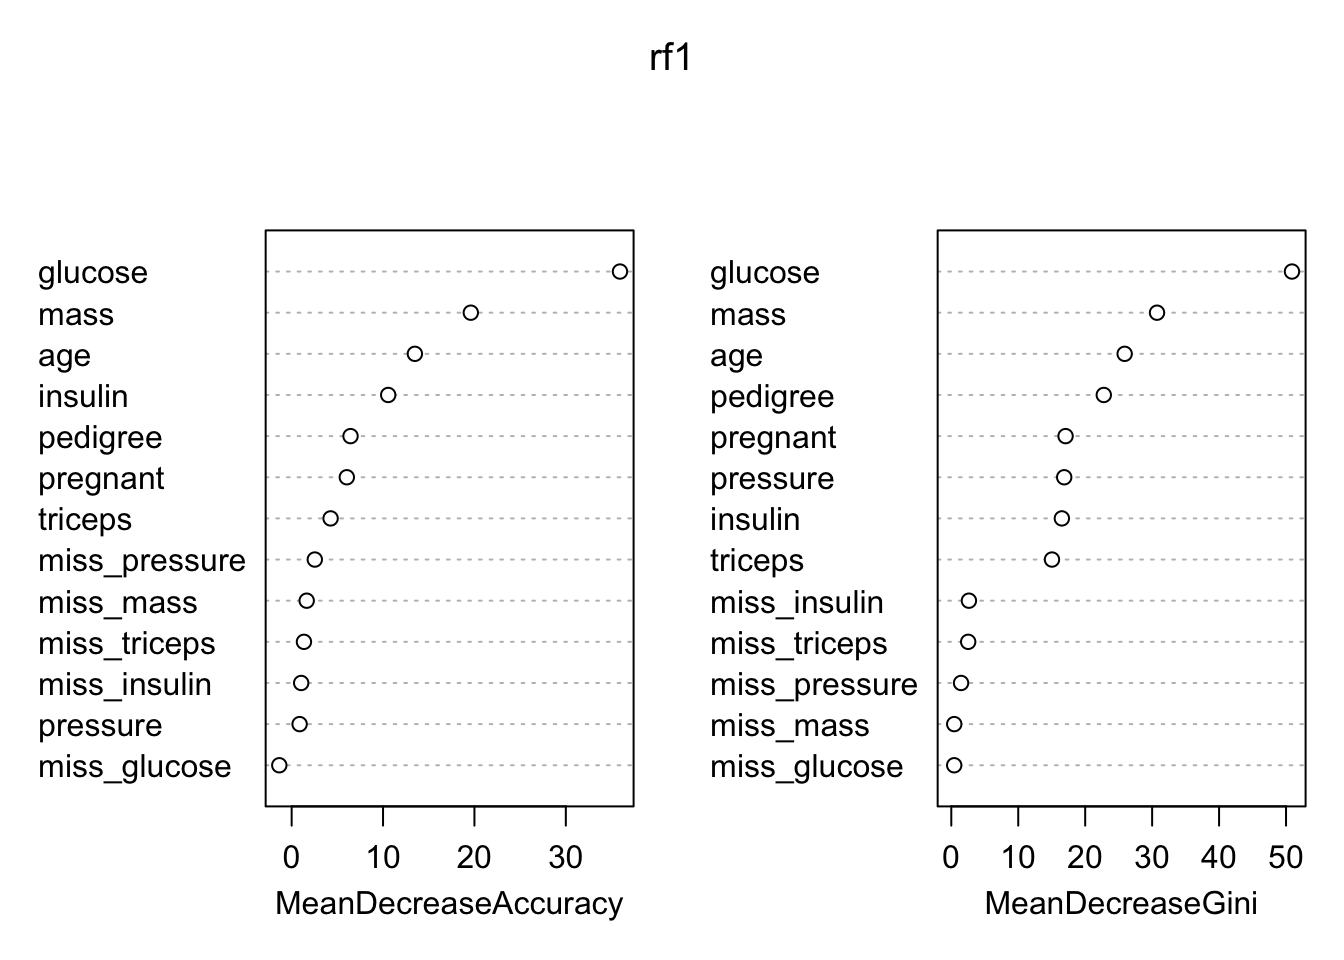 rf1
glucose
mass
age
insulin
pedigree
pregnant
triceps
miss_pressure
miss_mass
miss_triceps
miss_insulin
pressure
miss_glucose
0 10 20 30
MeanDecreaseAccuracy
glucose
mass
age
pedigree
pregnant
pressure
insulin
triceps
miss_insulin
miss_triceps
miss_pressure
miss_mass
miss_glucose
0 10 20 30 40 50
MeanDecreaseGini